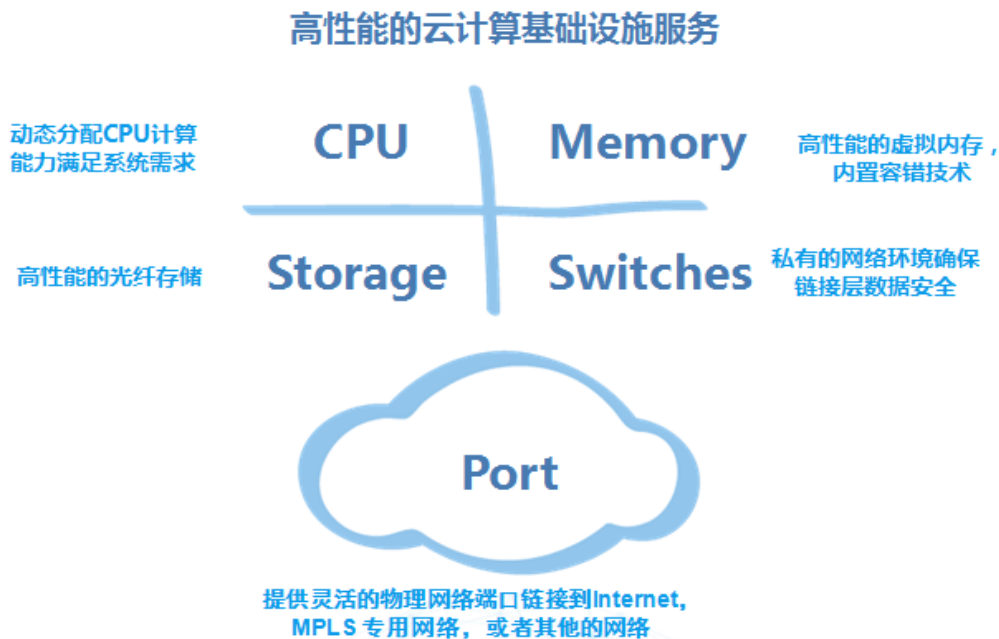 高性能的云计算基础设施服务
动态分配CPU计算
能力满足系统需求
CPU
Memory
高性能的虚拟内存，
内置容错技术
高性能的光纤存储
Storage
Switches
私有的网络环境确保
链接层数据安全
Port
提供灵活的物理网络端口链接到Internet，
MPLS 专用网络，或者其他的网络